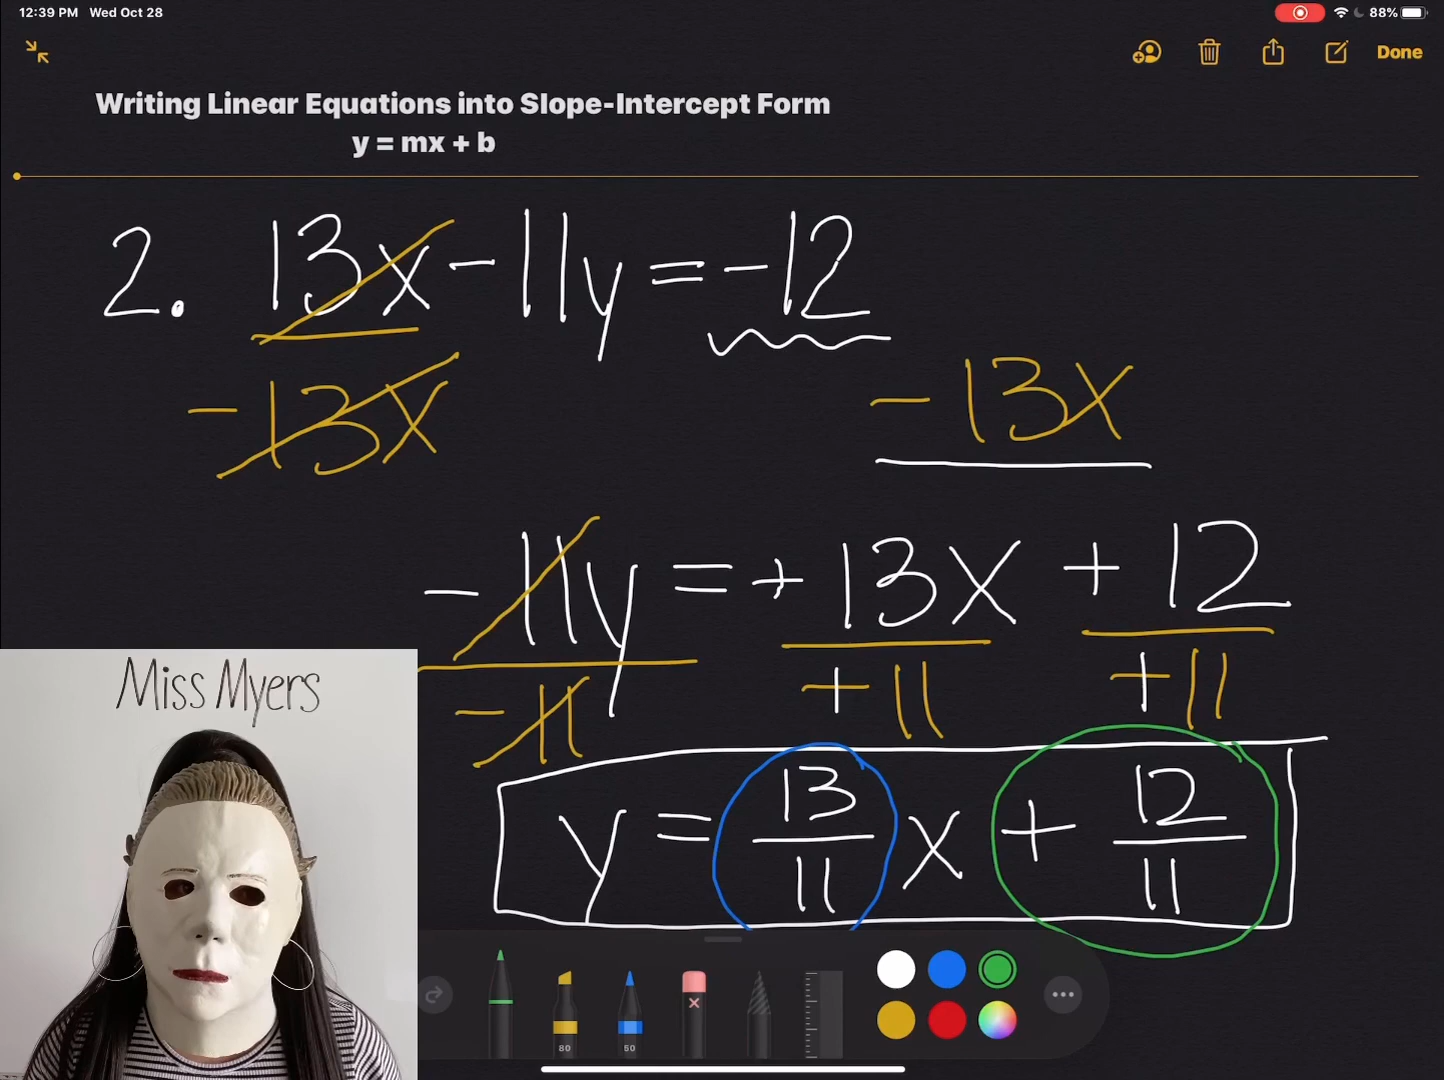 12:39 PM Wed Oct 28
88%
Done
Writing Linear Equations into Slope-Intercept Form
y = mx + b
2. 13x - 11y = -12
-13x -13x
-11y = +13x + 12
-11 +11 +11
y = 13/11 x + 12/11
Miss Myers
80 50